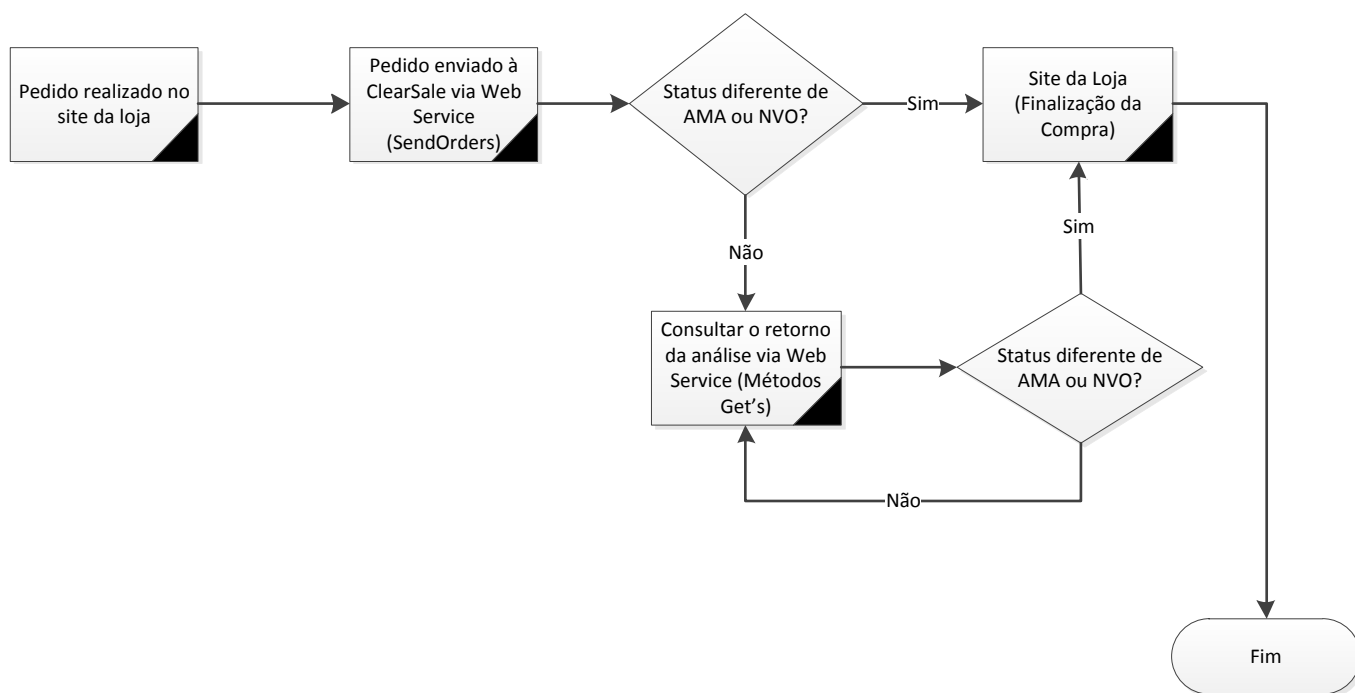 Pedido realizado no
site da loja
Pedido enviado à
ClearSale via Web
Service
(SendOrders)
Status diferente de
AMA ou NVO?
Sim
Site da Loja
(Finalização da
Compra)
Sim
Não
Consultar o retorno
da análise via Web
Service (Métodos
Get’s)
Status diferente de
AMA ou NVO?
Não
Fim